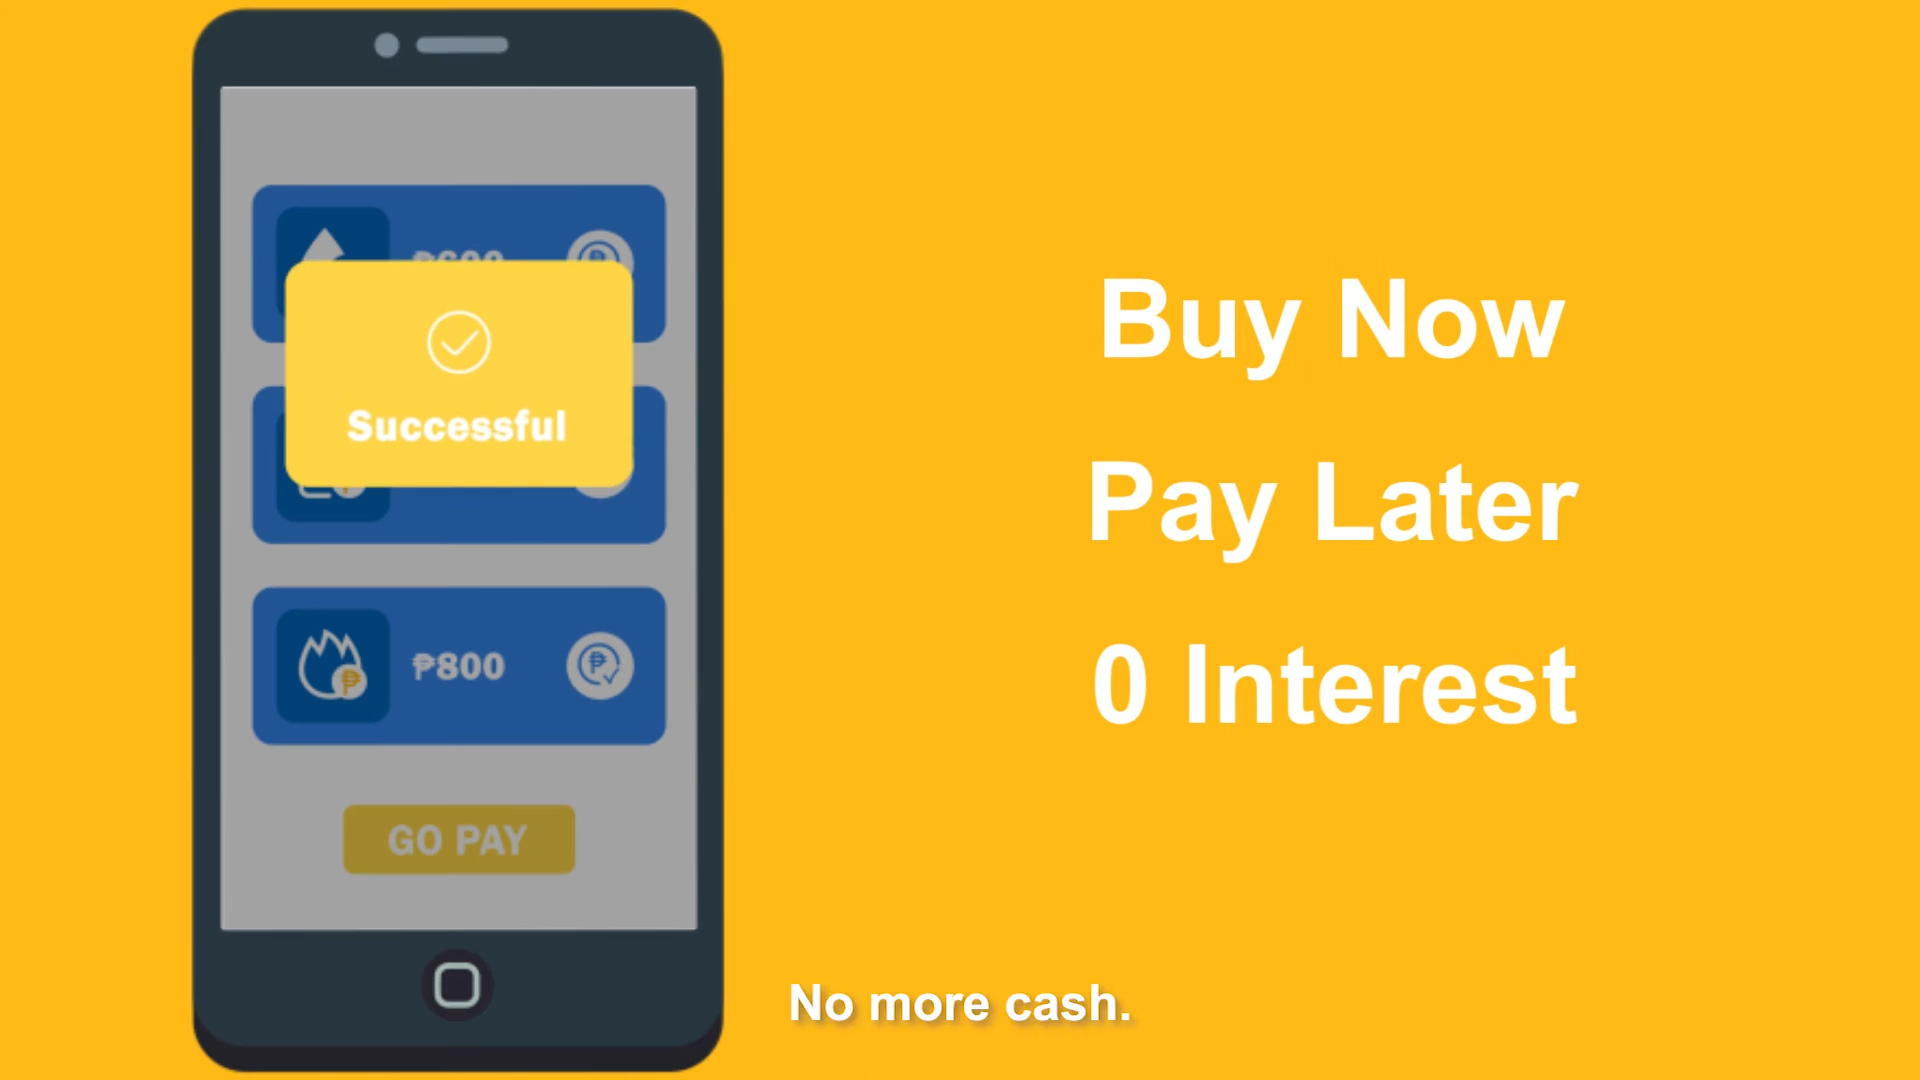 Successful
₱800
GO PAY
Buy Now
Pay Later
0 Interest
No more cash.